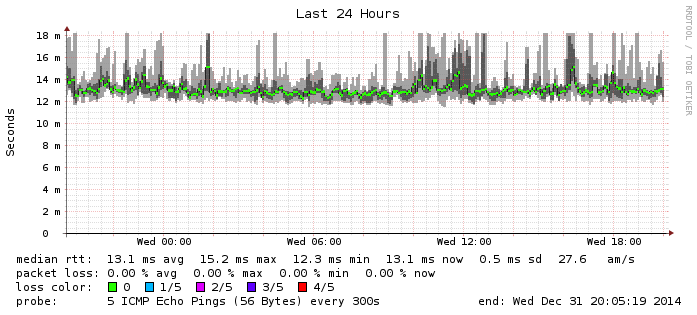 Last 24 Hours
RRDTOOL / TOBI OETIKER
Seconds
18 m
16 m
14 m
12 m
10 m
8 m
6 m
4 m
2 m
0
Wed 00:00 Wed 06:00 Wed 12:00 Wed 18:00
median rtt: 13.1 ms avg 15.2 ms max 12.3 ms min 13.1 ms now 0.5 ms sd 27.6 am/s
packet loss: 0.00 % avg 0.00 % max 0.00 % min 0.00 % now
loss color: 0 1/5 2/5 3/5 4/5
probe: 5 ICMP Echo Pings (56 Bytes) every 300s end: Wed Dec 31 20:05:19 2014